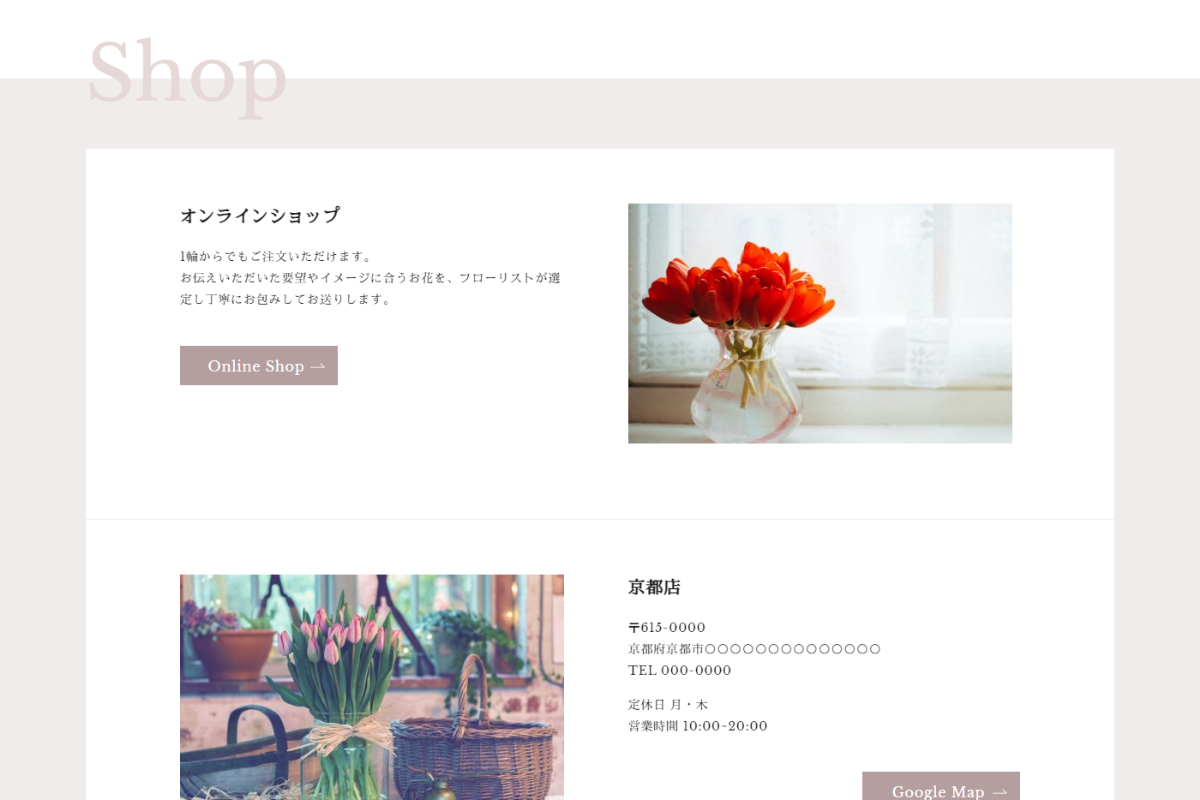 Shop
オンラインショップ
1輪からでもご注文いただけます。
お伝えいただいた要望やイメージに合うお花を、フローリストが選
定し丁寧にお包みしてお送りします。
Online Shop
京都店
〒615-0000
京都府京都市〇〇〇〇〇〇〇〇〇〇〇〇〇〇
TEL 000-0000
定休日 月・木
営業時間 10:00~20:00
Google Map